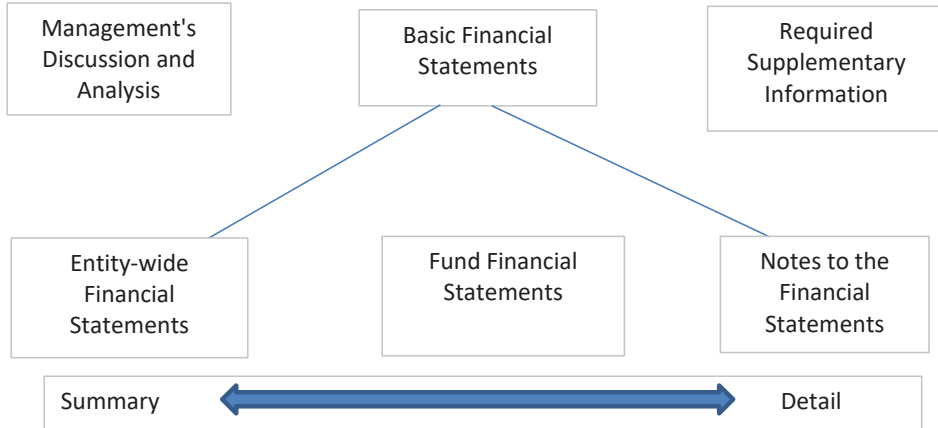 Management's
Discussion and
Analysis
Basic Financial
Statements
Required
Supplementary
Information
Entity-wide
Financial
Statements
Fund Financial
Statements
Notes to the
Financial
Statements
Summary
Detail